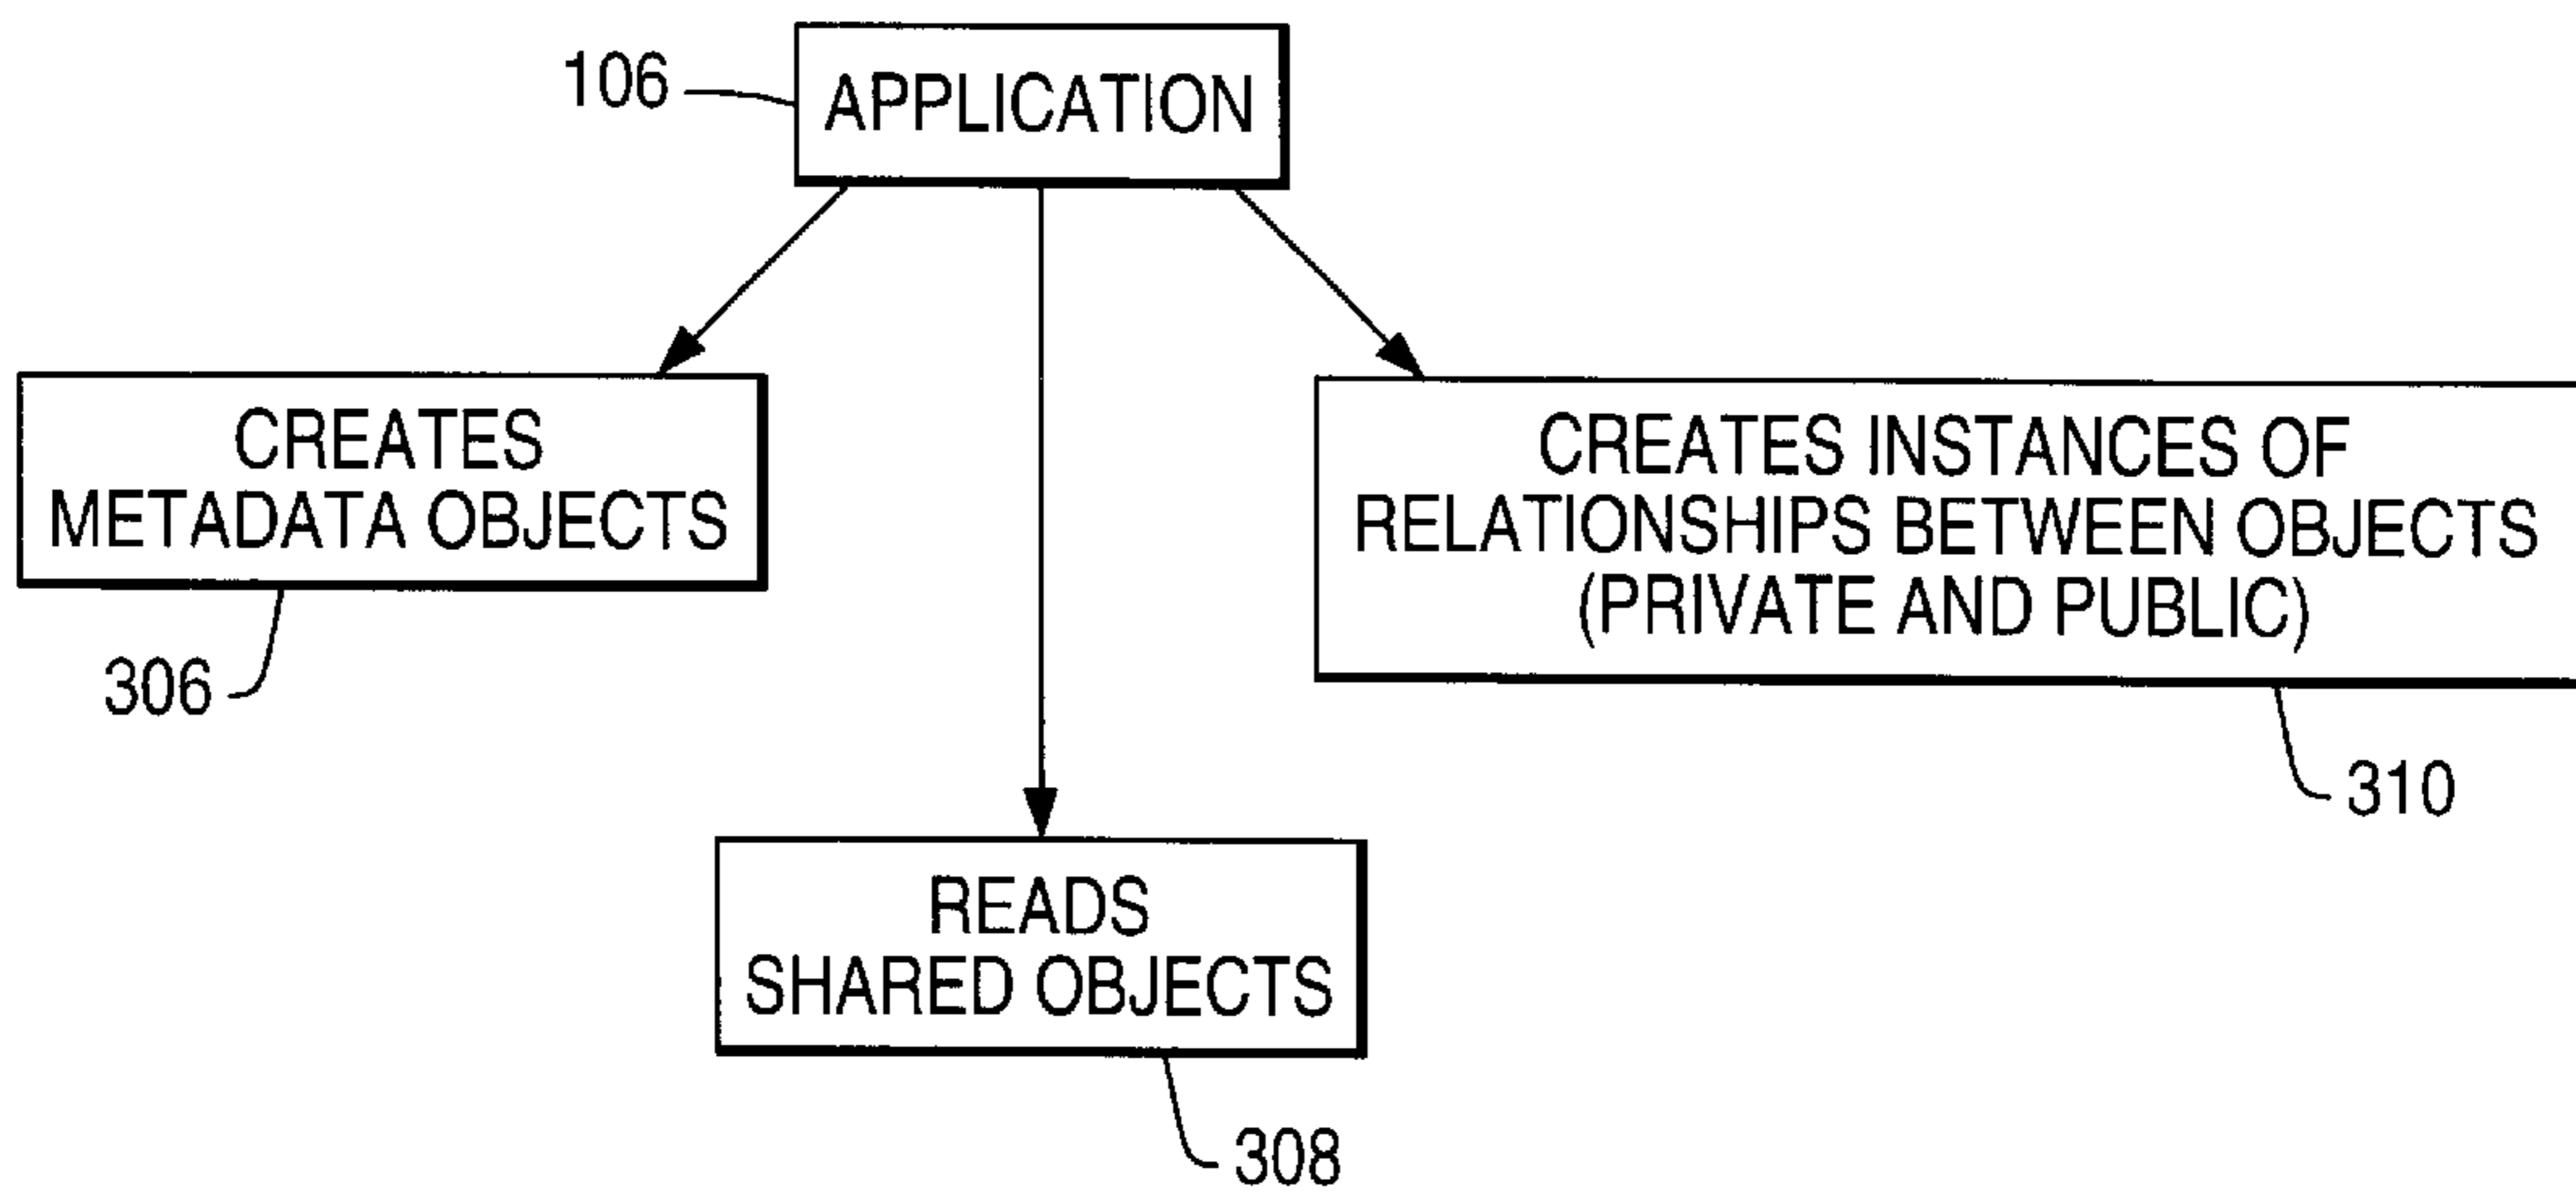 106
APPLICATION
CREATES
METADATA OBJECTS
306
CREATES INSTANCES OF
RELATIONSHIPS BETWEEN OBJECTS
(PRIVATE AND PUBLIC)
310
READS
SHARED OBJECTS
308